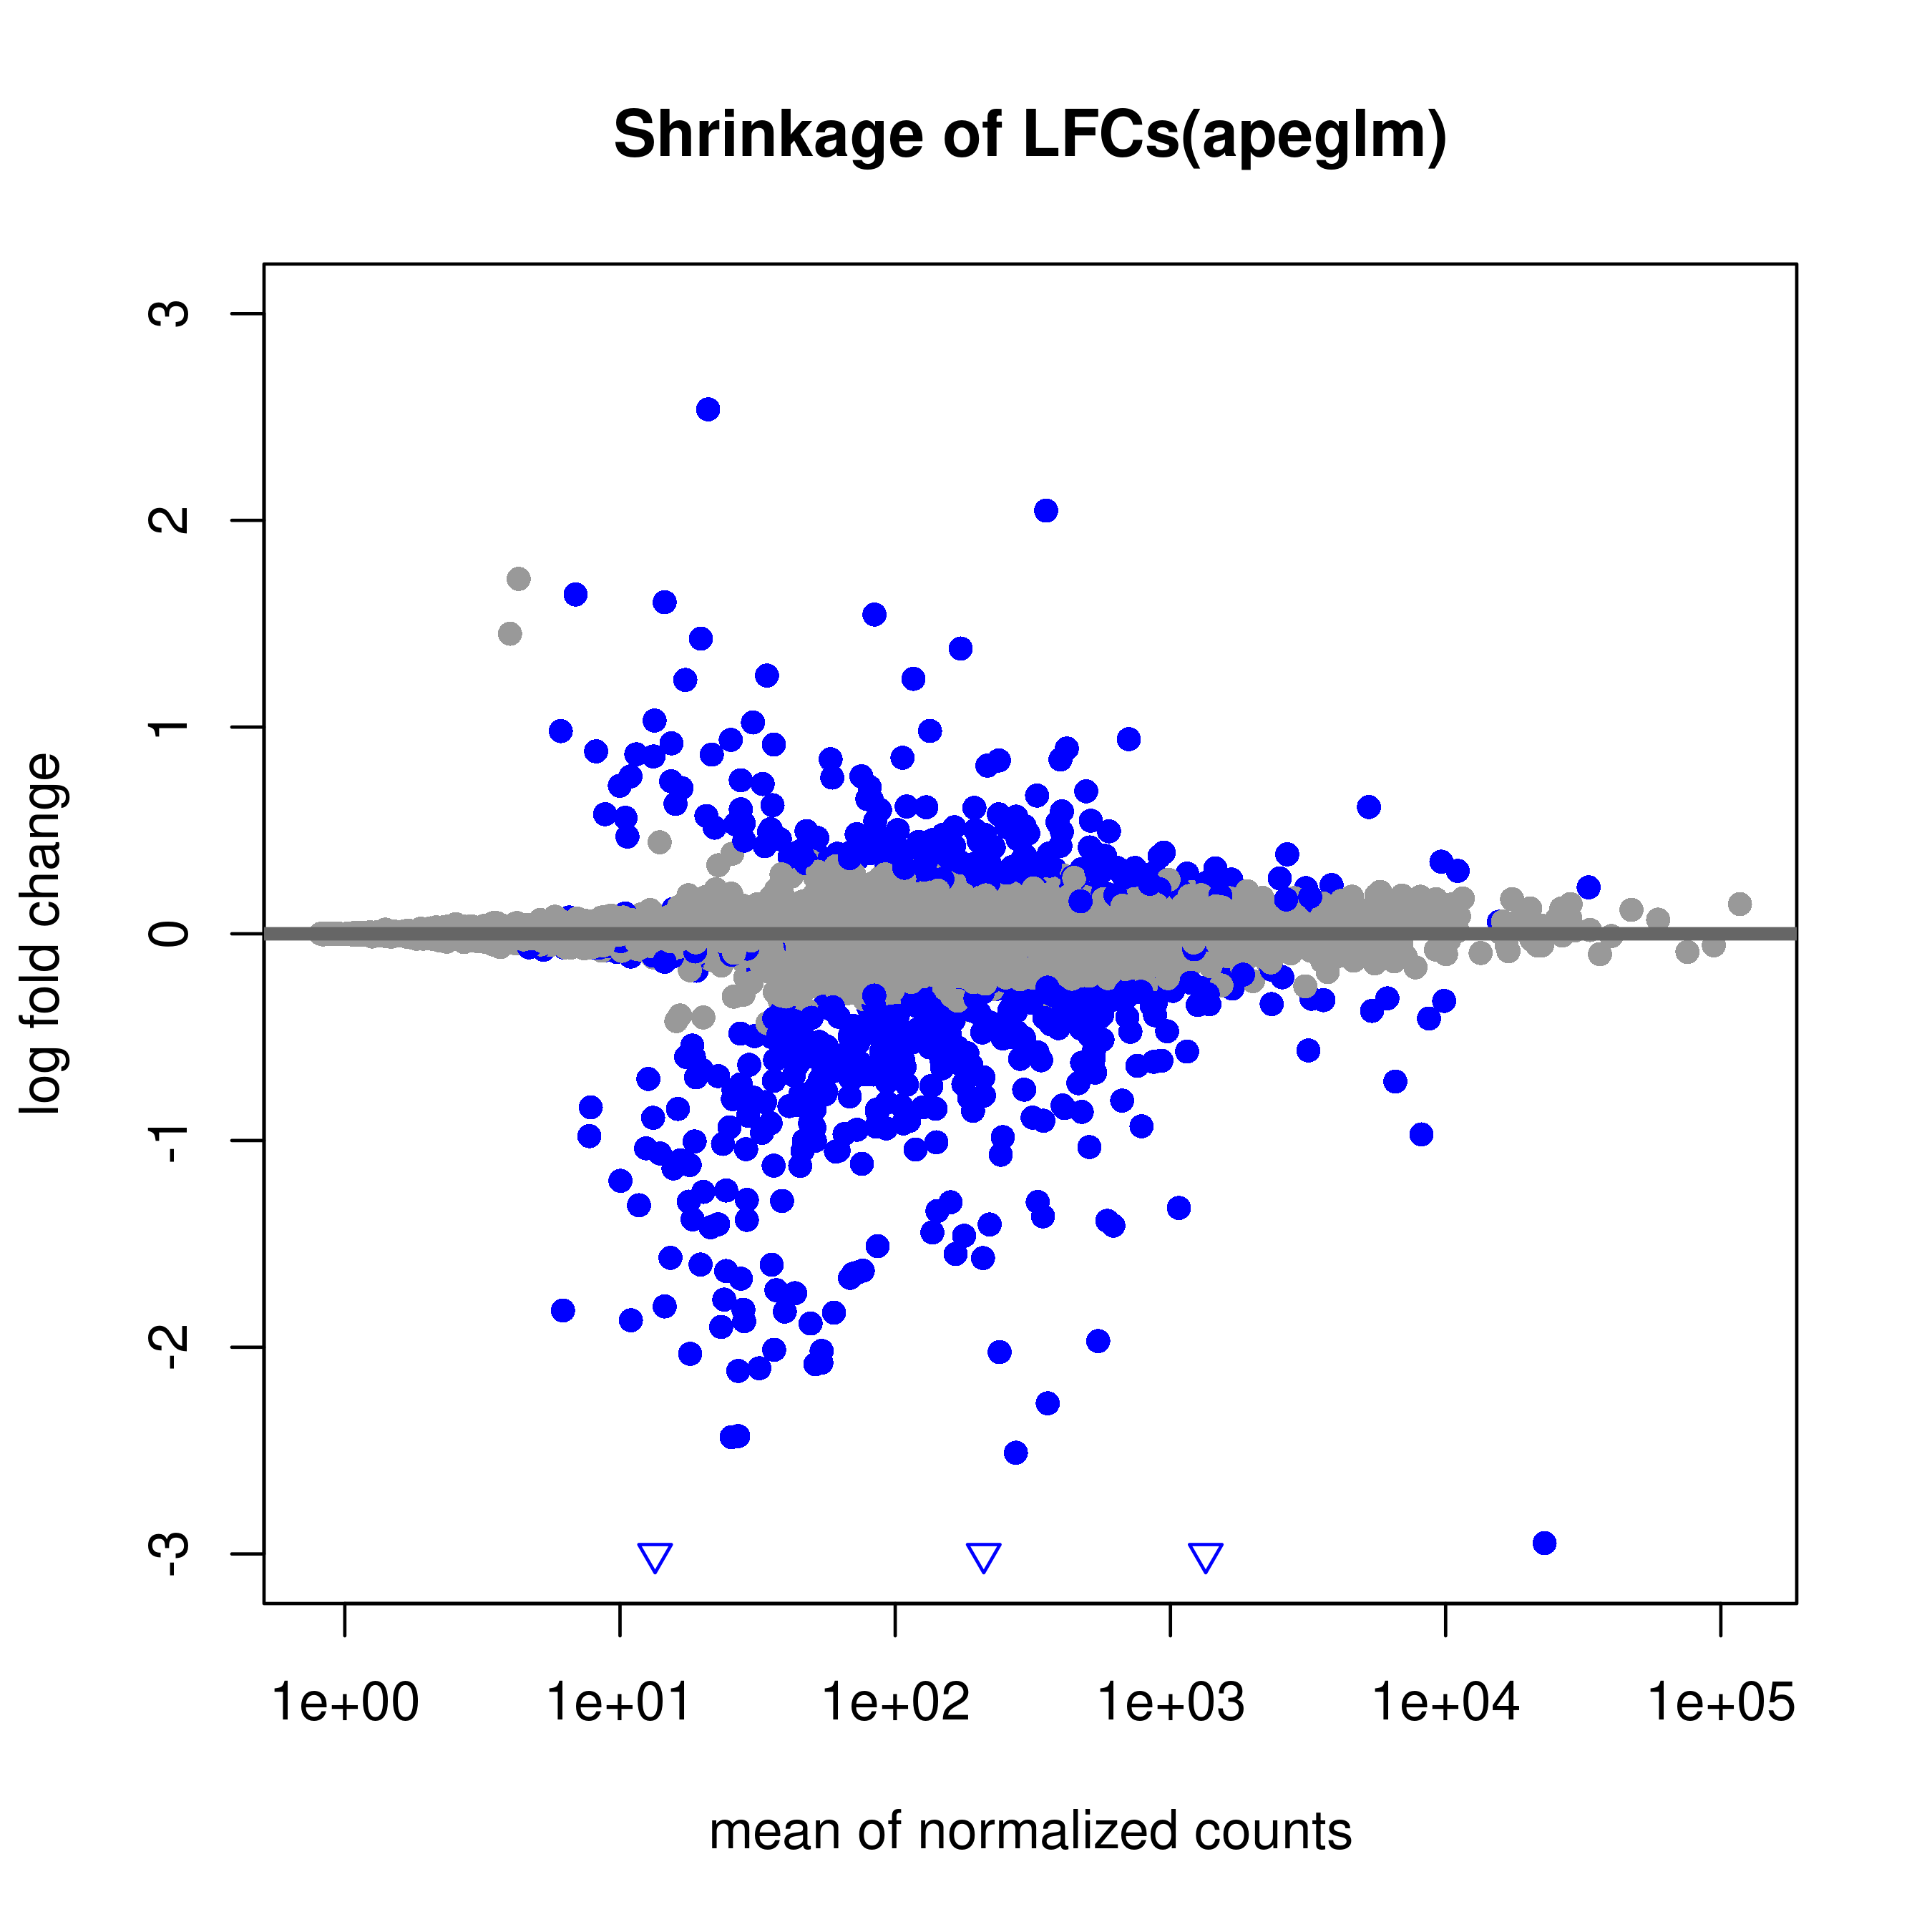 Shrinkage of LFCs(apeglm)
log fold change
3
2
1
0
-1
-2
-3
1e+00 1e+01 1e+02 1e+03 1e+04 1e+05
mean of normalized counts